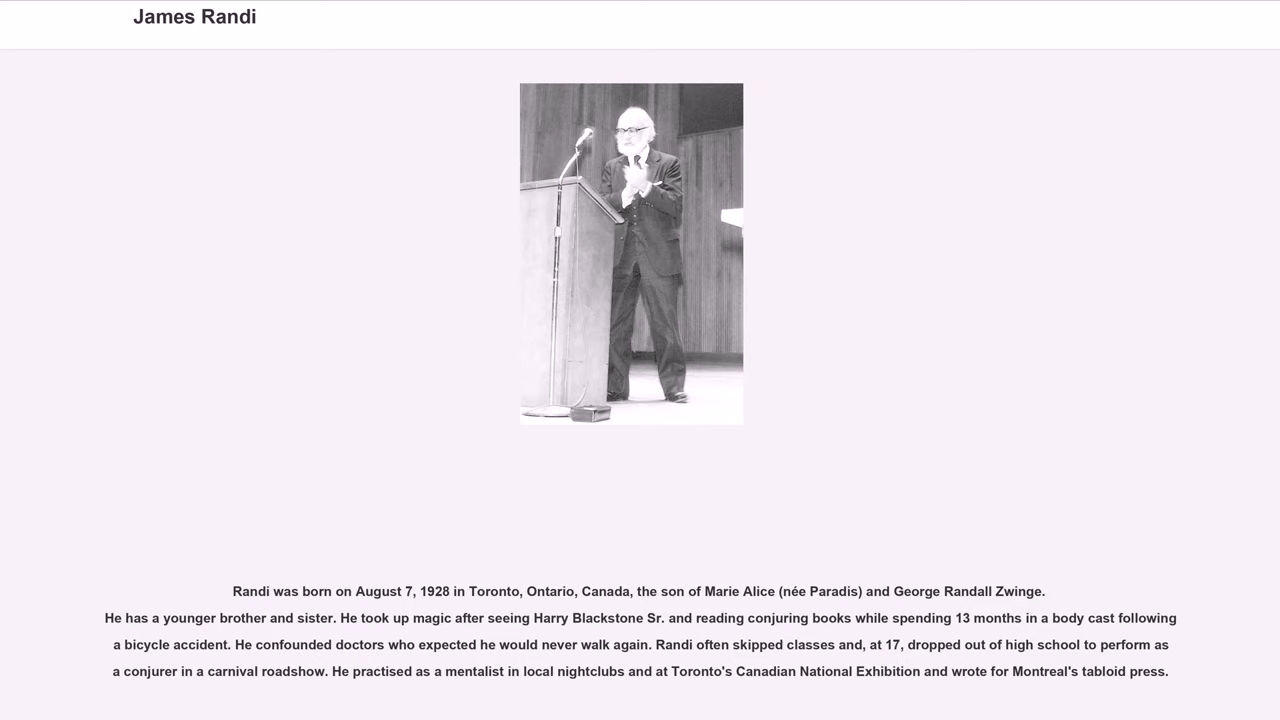 James Randi
Randi was born on August 7, 1928 in Toronto, Ontario, Canada, the son of Marie Alice (née Paradis) and George Randall Zwinge.
He has a younger brother and sister. He took up magic after seeing Harry Blackstone Sr. and reading conjuring books while spending 13 months in a body cast following
a bicycle accident. He confounded doctors who expected he would never walk again. Randi often skipped classes and, at 17, dropped out of high school to perform as
a conjurer in a carnival roadshow. He practised as a mentalist in local nightclubs and at Toronto's Canadian National Exhibition and wrote for Montreal's tabloid press.